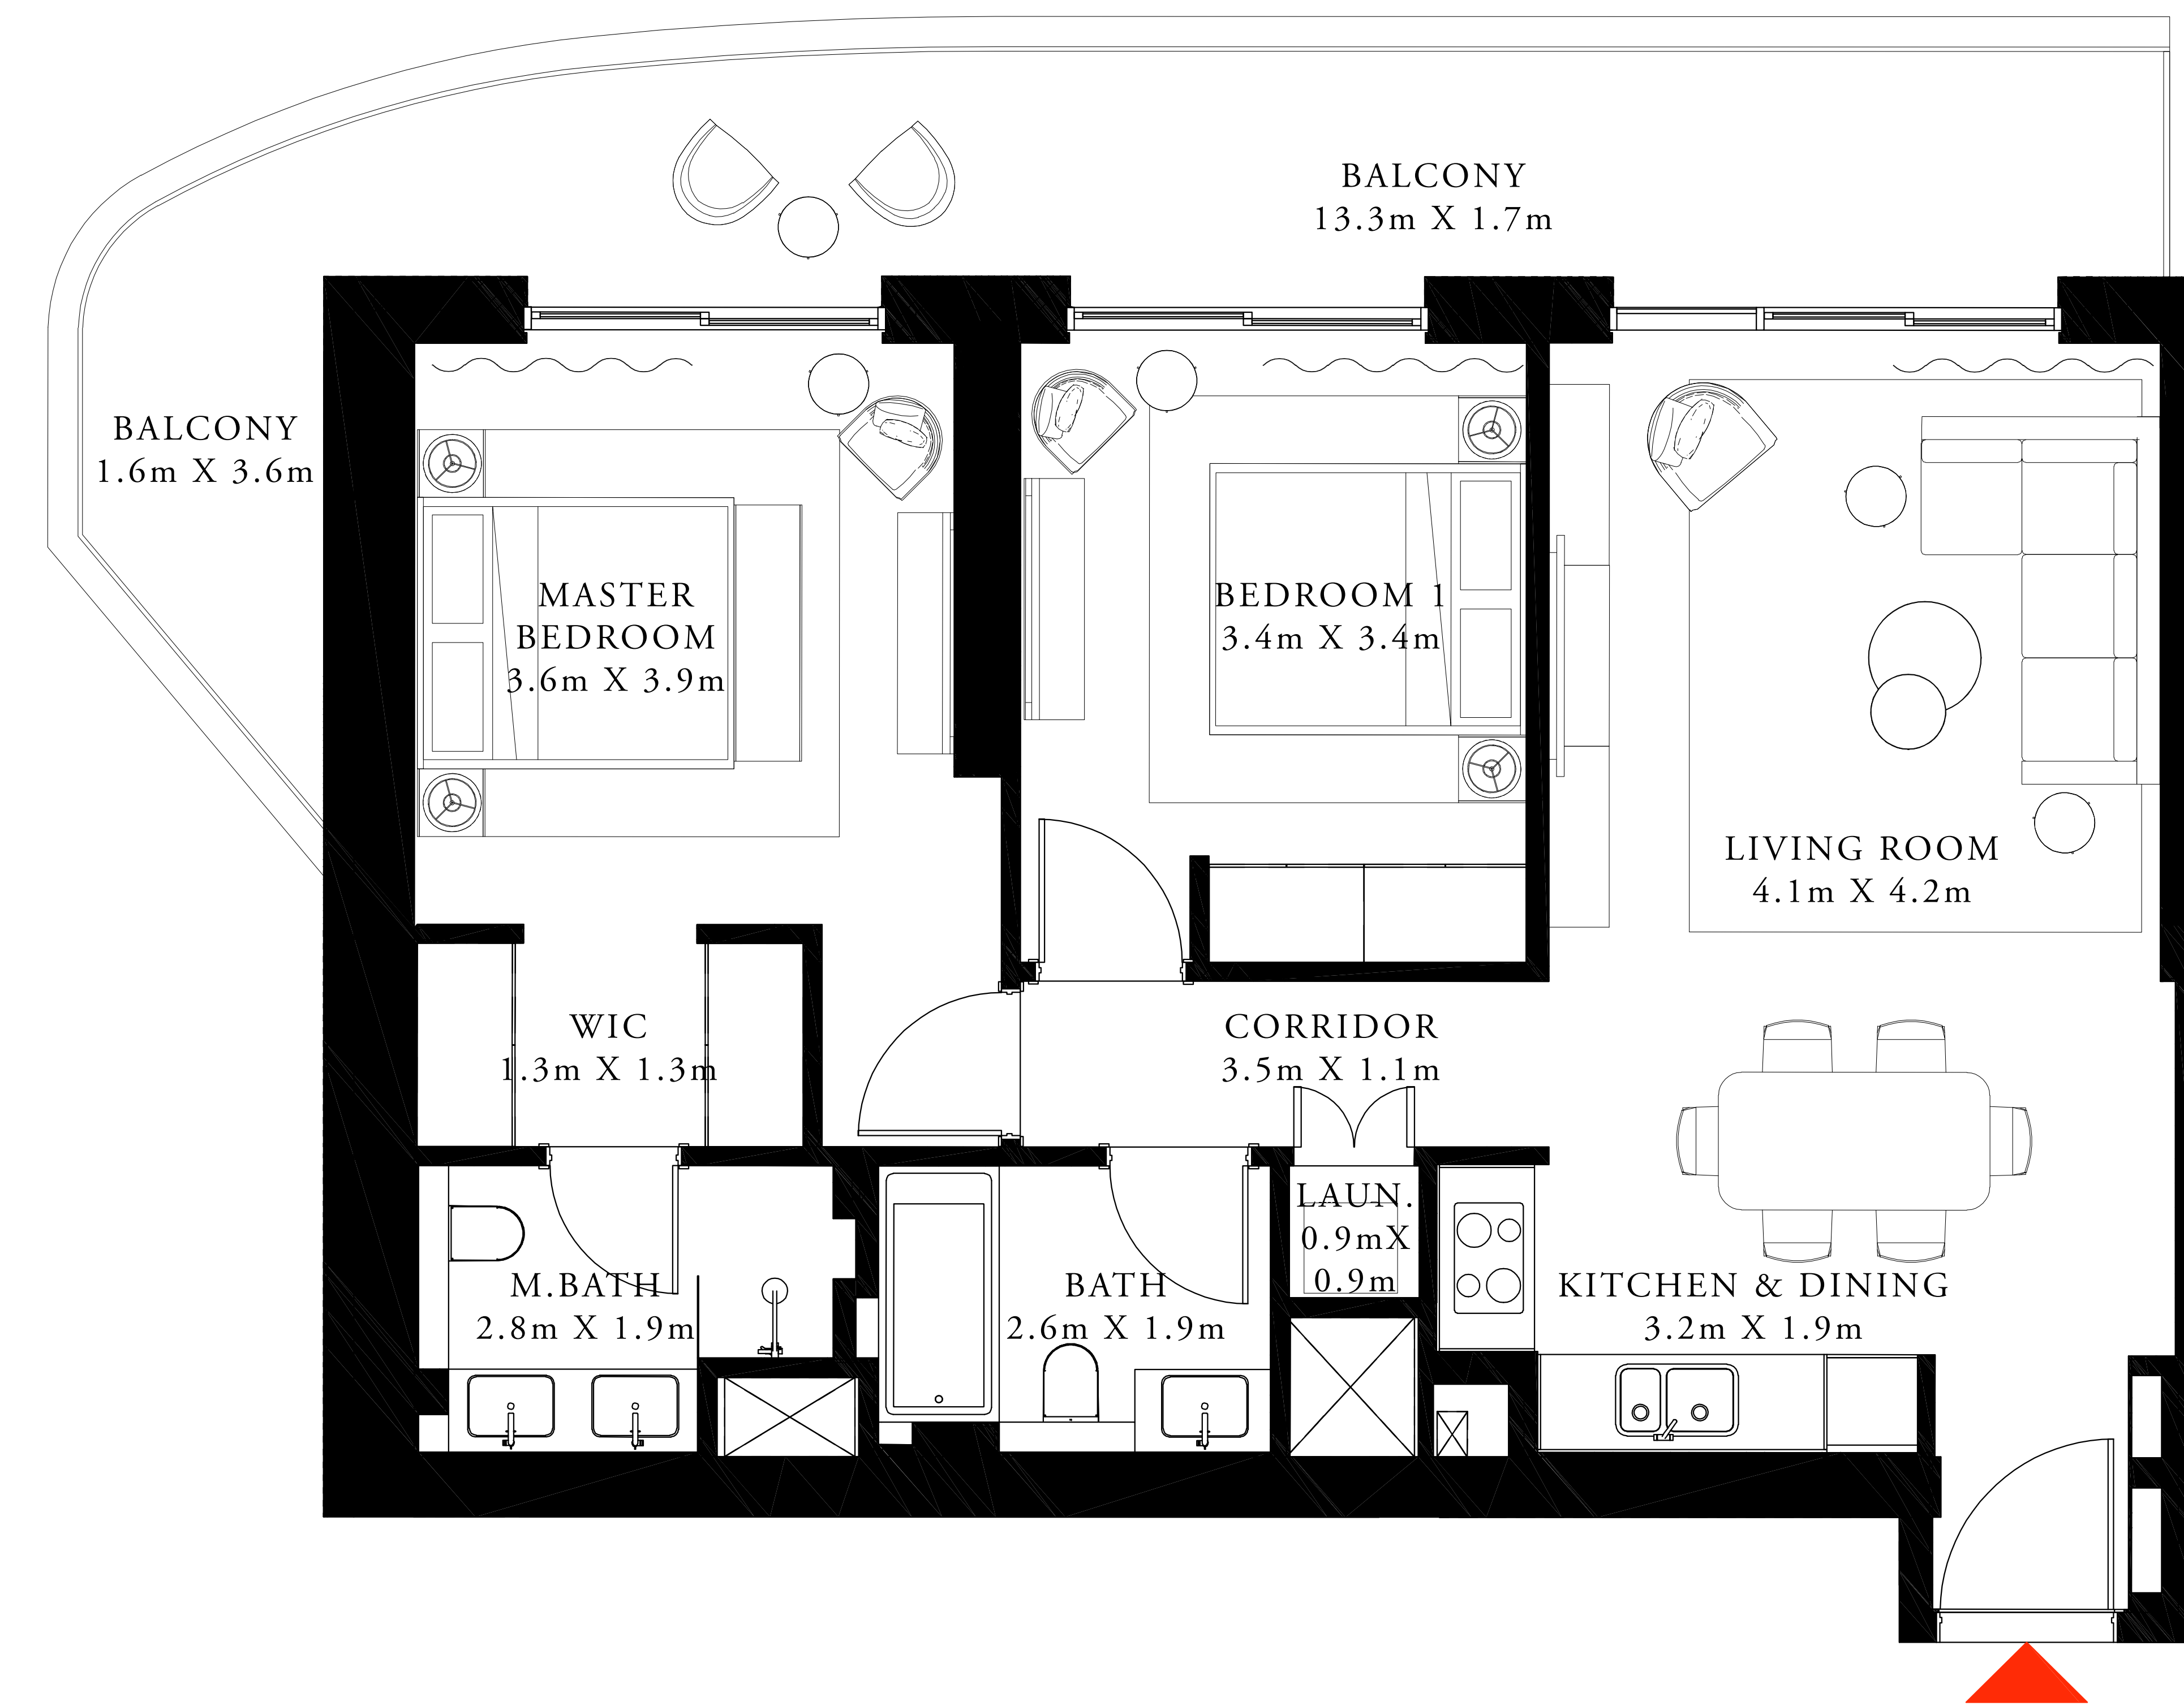 BALCONY
13.3m X 1.7m
BALCONY
1.6m X 3.6m
MASTER
BEDROOM
3.6m X 3.9m
BEDROOM 1
3.4m X 3.4m
LIVING ROOM
4.1m X 4.2m
WIC
1.3m X 1.3m
CORRIDOR
3.5m X 1.1m
LAUN.
0.9mX
0.9m
M.BATH
2.8m X 1.9m
BATH
2.6m X 1.9m
KITCHEN & DINING
3.2m X 1.9m